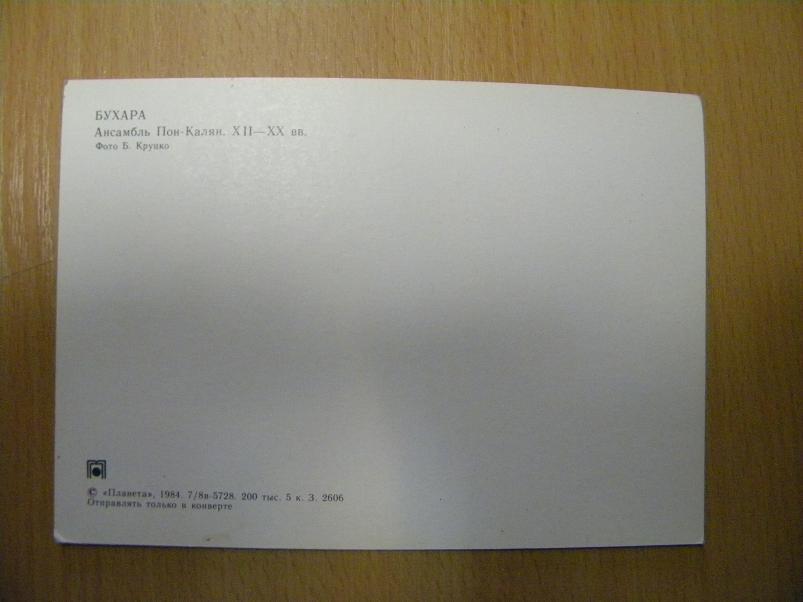 БУХАРА
Ансамбль Пои-Калян. XII—XX вв.
Фото Б. Круцко
© «Планета», 1984. 7/8в-5728. 200 тыс. 5 к. З. 2606
Отправлять только в конверте